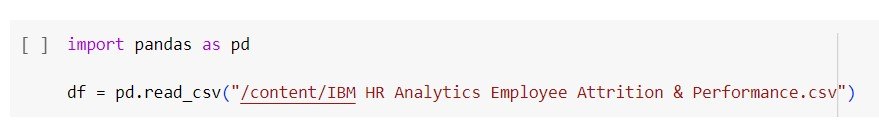 [ ] import pandas as pd
df = pd.read_csv("/content/IBM HR Analytics Employee Attrition & Performance.csv")